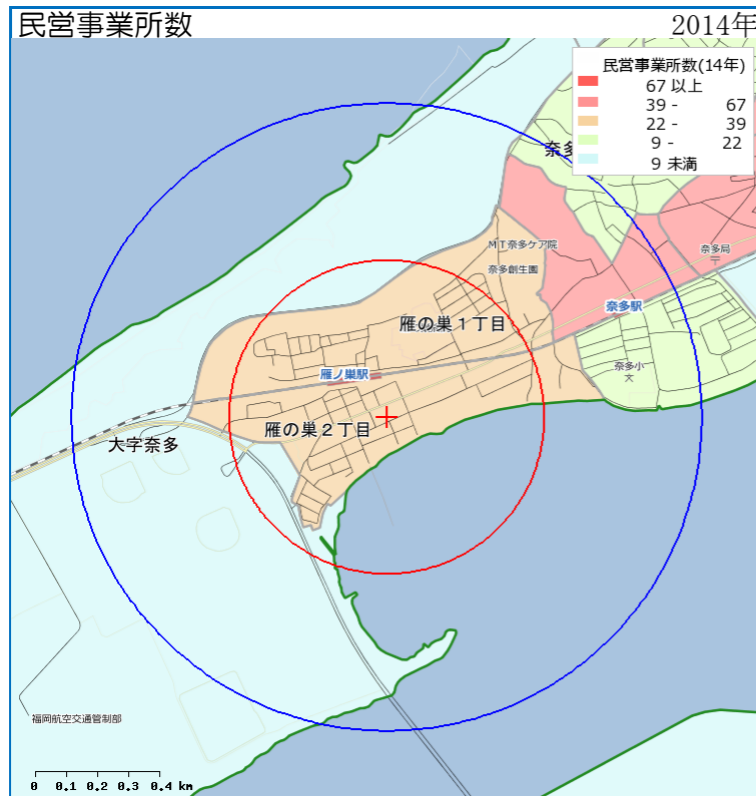 民営事業所数
2014年
民営事業所数(14年)
67 以上
39 - 67
22 - 39
9 - 22
9 未満
奈多
MT奈多ケア院
奈多創生園
奈多局
奈多駅
雁の巣1丁目
雁ノ巣駅
奈多小
雁の巣2丁目
大字奈多
福岡航空交通管制部
0 0.1 0.2 0.3 0.4 km